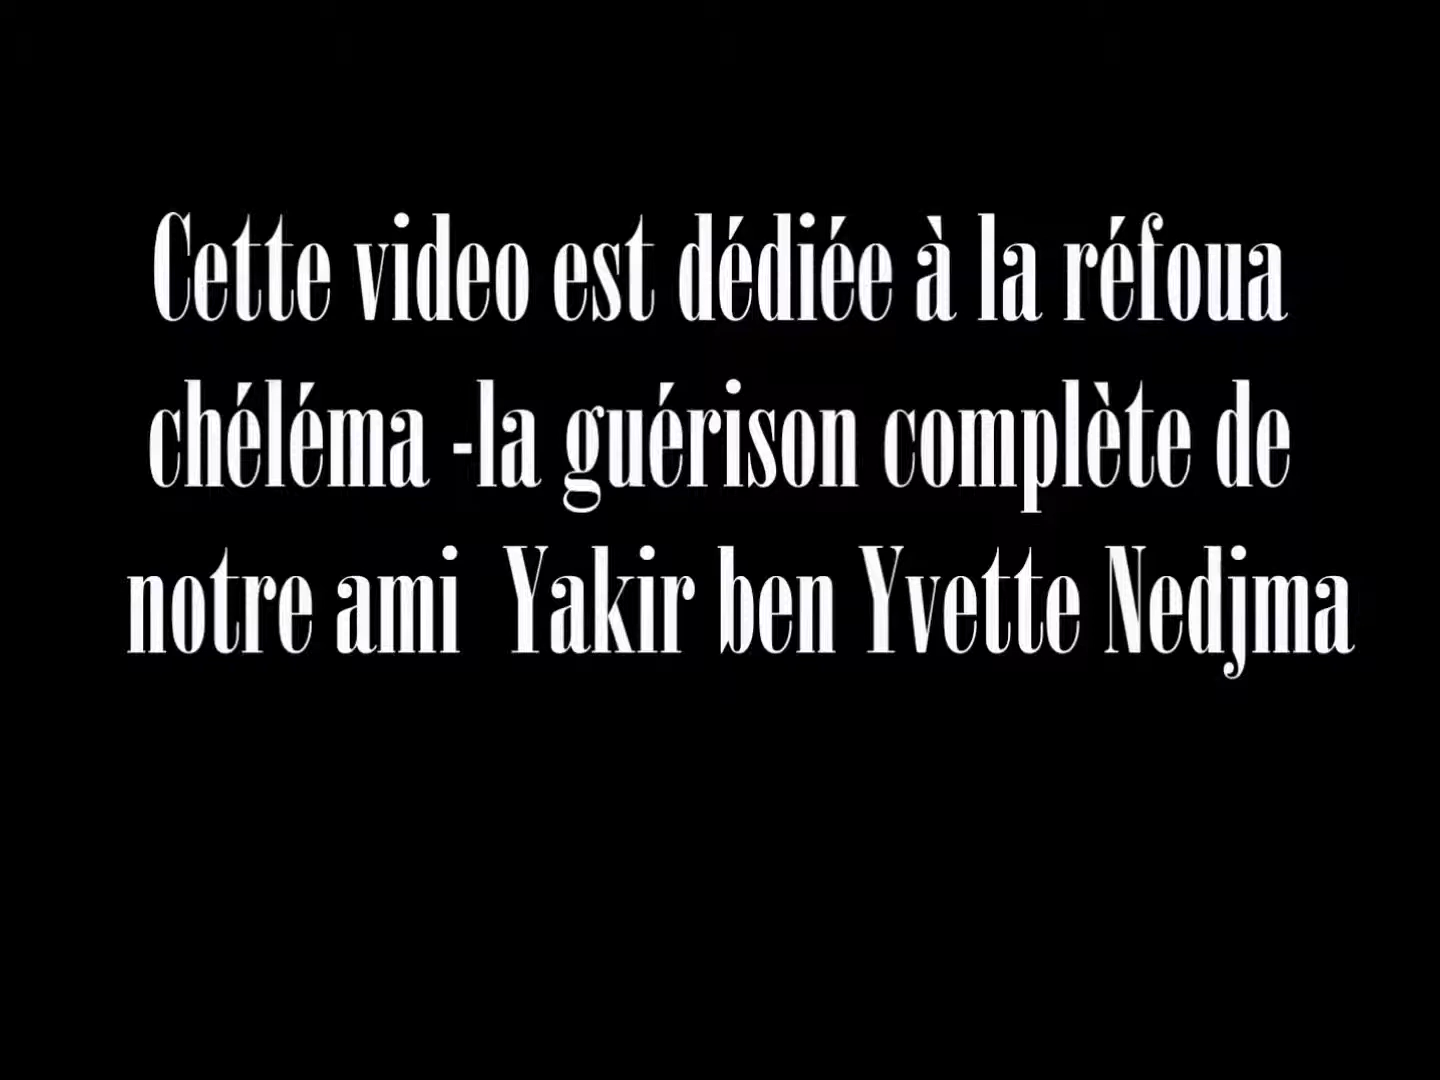 Cette video est dédiée à la réfoua
chéléma -la guérison complète de
notre ami  Yakir ben Yvette Nedjma